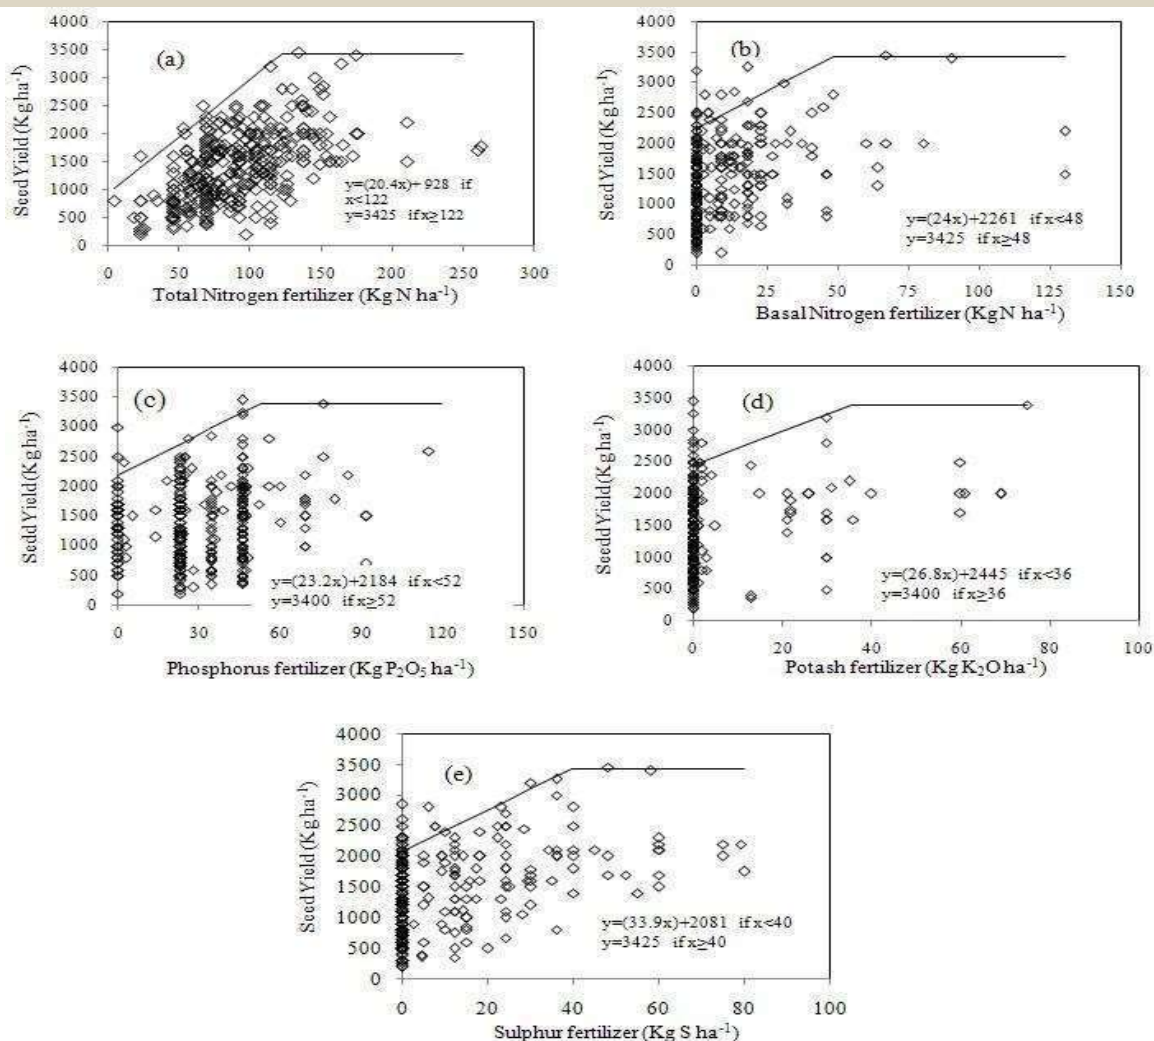 (a)
Seed Yield (Kg ha⁻¹)
4000
3500
3000
2500
2000
1500
1000
500
0
y=(20.4x)+ 928 if
x<122
y=3425 if x≥122
0 50 100 150 200 250 300
Total Nitrogen fertilizer (Kg N ha⁻¹)
(b)
Seed Yield (Kg ha⁻¹)
4000
3500
3000
2500
2000
1500
1000
500
0
y=(24x)+2261 if x<48
y=3425 if x≥48
0 25 50 75 100 125 150
Basal Nitrogen fertilizer (Kg N ha⁻¹)
(c)
Sedd Yield (Kg ha⁻¹)
4000
3500
3000
2500
2000
1500
1000
500
0
y=(23.2x)+2184 if x<52
y=3400 if x≥52
0 30 60 90 120 150
Phosphorus fertilizer (Kg P₂O₅ ha⁻¹)
(d)
Seedd Yield (Kg ha⁻¹)
4000
3500
3000
2500
2000
1500
1000
500
0
y=(26.8x)+2445 if x<36
y=3400 if x≥36
0 20 40 60 80 100
Potash fertilizer (Kg K₂O ha⁻¹)
(e)
Seed Yield (Kg ha⁻¹)
4000
3500
3000
2500
2000
1500
1000
500
0
y=(33.9x)+2081 if x<40
y=3425 if x≥40
0 20 40 60 80 100
Sulphur fertilizer (Kg S ha⁻¹)